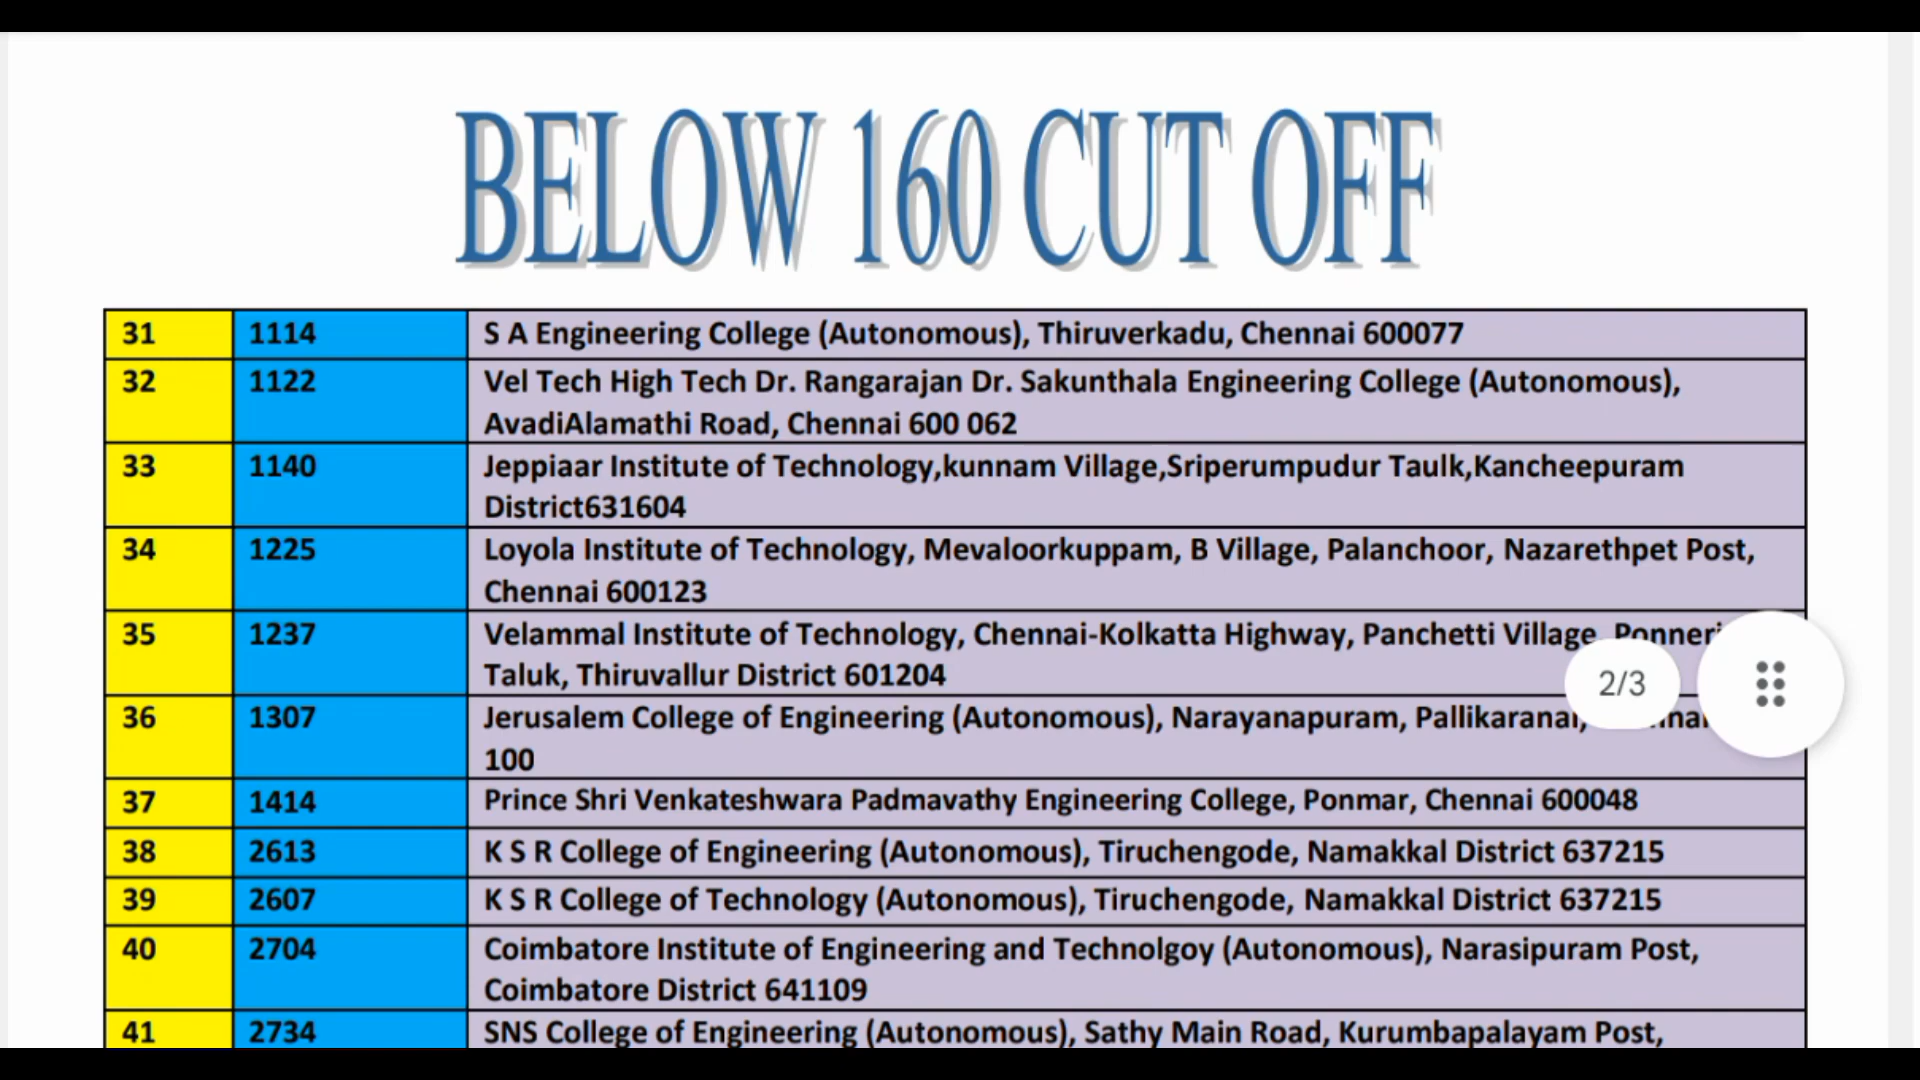 BELOW 160 CUT OFF
31 1114 S A Engineering College (Autonomous), Thiruverkadu, Chennai 600077
32 1122 Vel Tech High Tech Dr. Rangarajan Dr. Sakunthala Engineering College (Autonomous),
AvadiAlamathi Road, Chennai 600 062
33 1140 Jeppiaar Institute of Technology,kunnam Village,Sriperumpudur Taulk,Kancheepuram
District631604
34 1225 Loyola Institute of Technology, Mevaloorkuppam, B Village, Palanchoor, Nazarethpet Post,
Chennai 600123
35 1237 Velammal Institute of Technology, Chennai-Kolkatta Highway, Panchetti Village, Ponneri
Taluk, Thiruvallur District 601204
2/3
36 1307 Jerusalem College of Engineering (Autonomous), Narayanapuram, Pallikaranai,
100
37 1414 Prince Shri Venkateshwara Padmavathy Engineering College, Ponmar, Chennai 600048
38 2613 K S R College of Engineering (Autonomous), Tiruchengode, Namakkal District 637215
39 2607 K S R College of Technology (Autonomous), Tiruchengode, Namakkal District 637215
40 2704 Coimbatore Institute of Engineering and Technolgoy (Autonomous), Narasipuram Post,
Coimbatore District 641109
41 2734 SNS College of Engineering (Autonomous), Sathy Main Road, Kurumbapalayam Post,